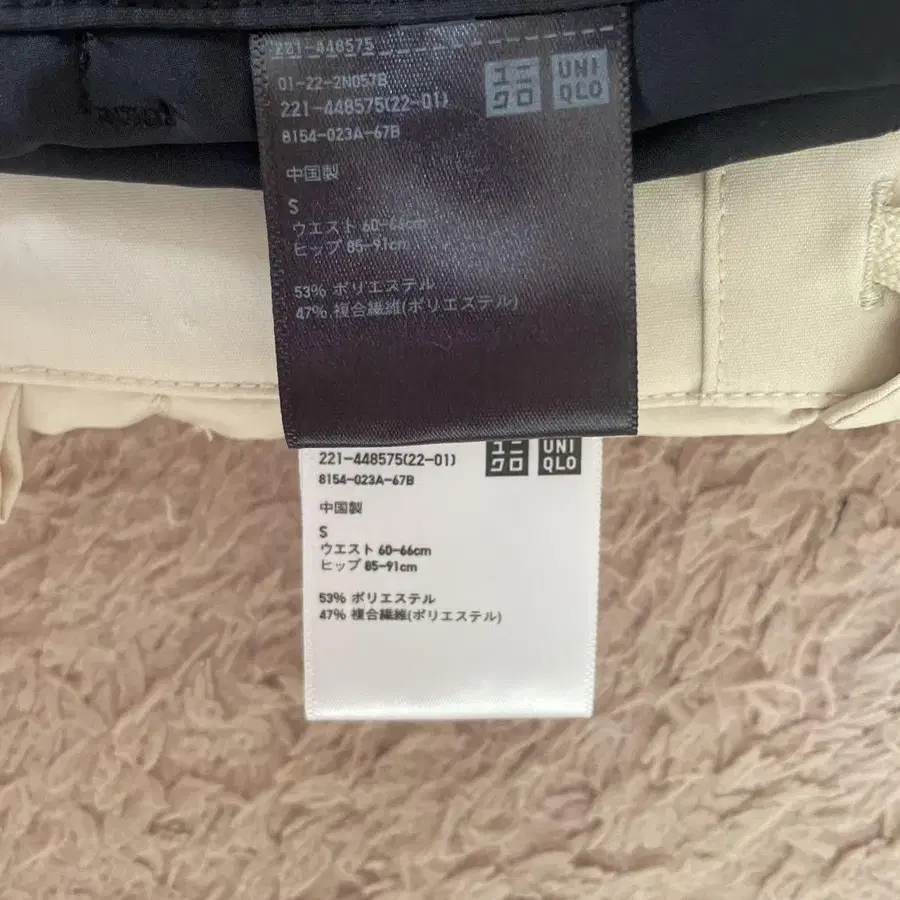 221-448575
01-22-2N057B
221-448575(22-01)
8154-023A-67B
ユニクロ
UNIQLO
中国製
S
ウエスト 60-66cm
ヒップ 85-91cm
53% ポリエステル
47% 複合繊維(ポリエステル)
221-448575(22-01)
8154-023A-67B
ユニクロ
UNIQLO
中国製
S
ウエスト 60-66cm
ヒップ 85-91cm
53% ポリエステル
47% 複合繊維(ポリエステル)